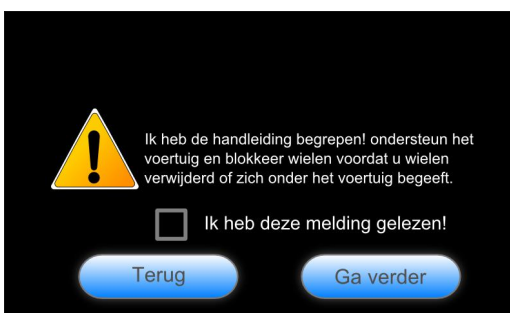 Ik heb de handleiding begrepen! ondersteun het
voertuig en blokkeer wielen voordat u wielen
verwijderd of zich onder het voertuig begeeft.
Ik heb deze melding gelezen!
Terug
Ga verder